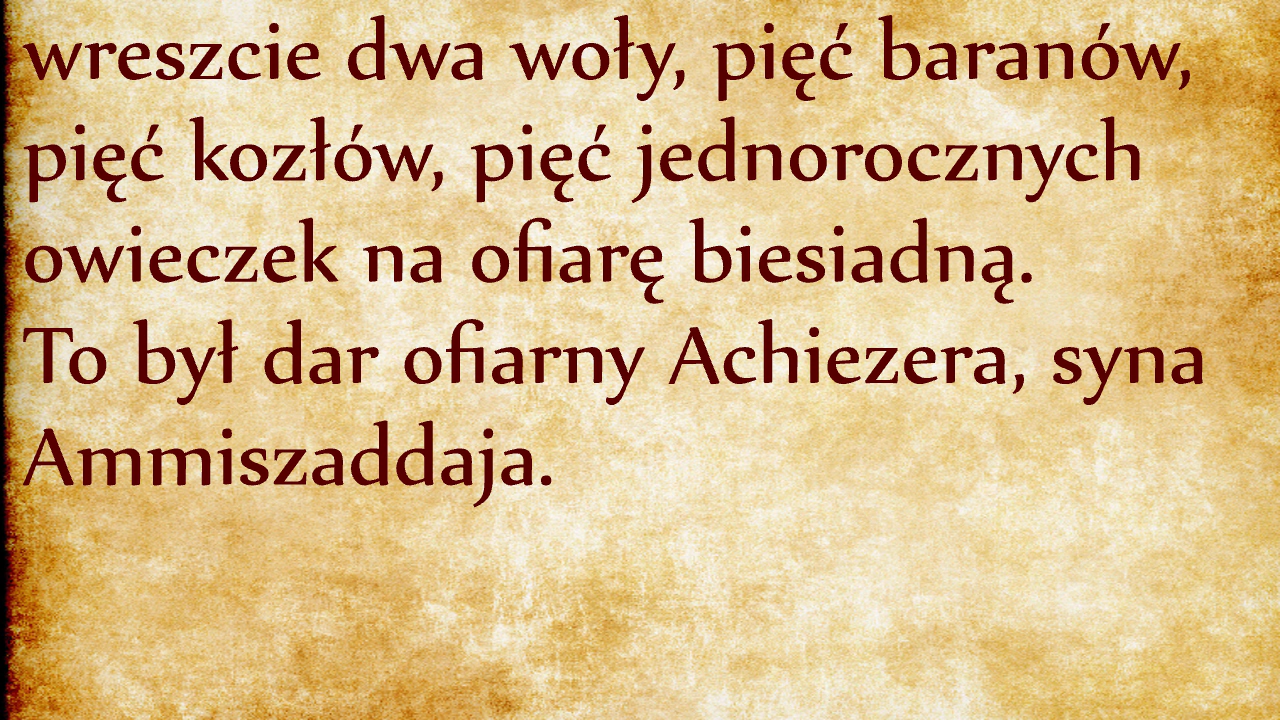 wreszcie dwa woły, pięć baranów,
pięć kozłów, pięć jednorocznych
owieczek na ofiarę biesiadną.
To był dar ofiarny Achiezera, syna
Ammiszaddaja.